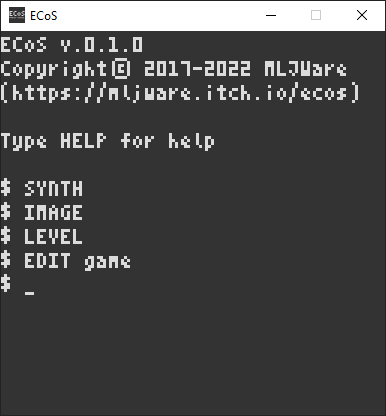 ECoS
ECoS v.0.1.0
Copyright© 2017-2022 MLJWare
(https://mljware.itch.io/ecos)
Type HELP for help
$ SYNTH
$ IMAGE
$ LEVEL
$ EDIT game
$ _